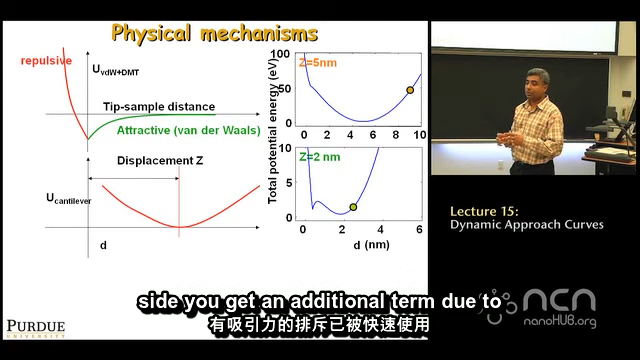 Physical mechanisms
repulsive
UvdW+DMT
Tip-sample distance
Attractive (van der Waals)
Displacement Z
Ucantilever
d
Total potential energy (eV)
100
50
0
Z=5nm
0 2 4 6 8 10
10
5
0
Z=2 nm
0 2 4 6
d (nm)
Lecture 15:
Dynamic Approach Curves
side you get an additional term due to
有吸引力的排斥已被快速使用
PURDUE
UNIVERSITY
ncn
nanoHUB.org